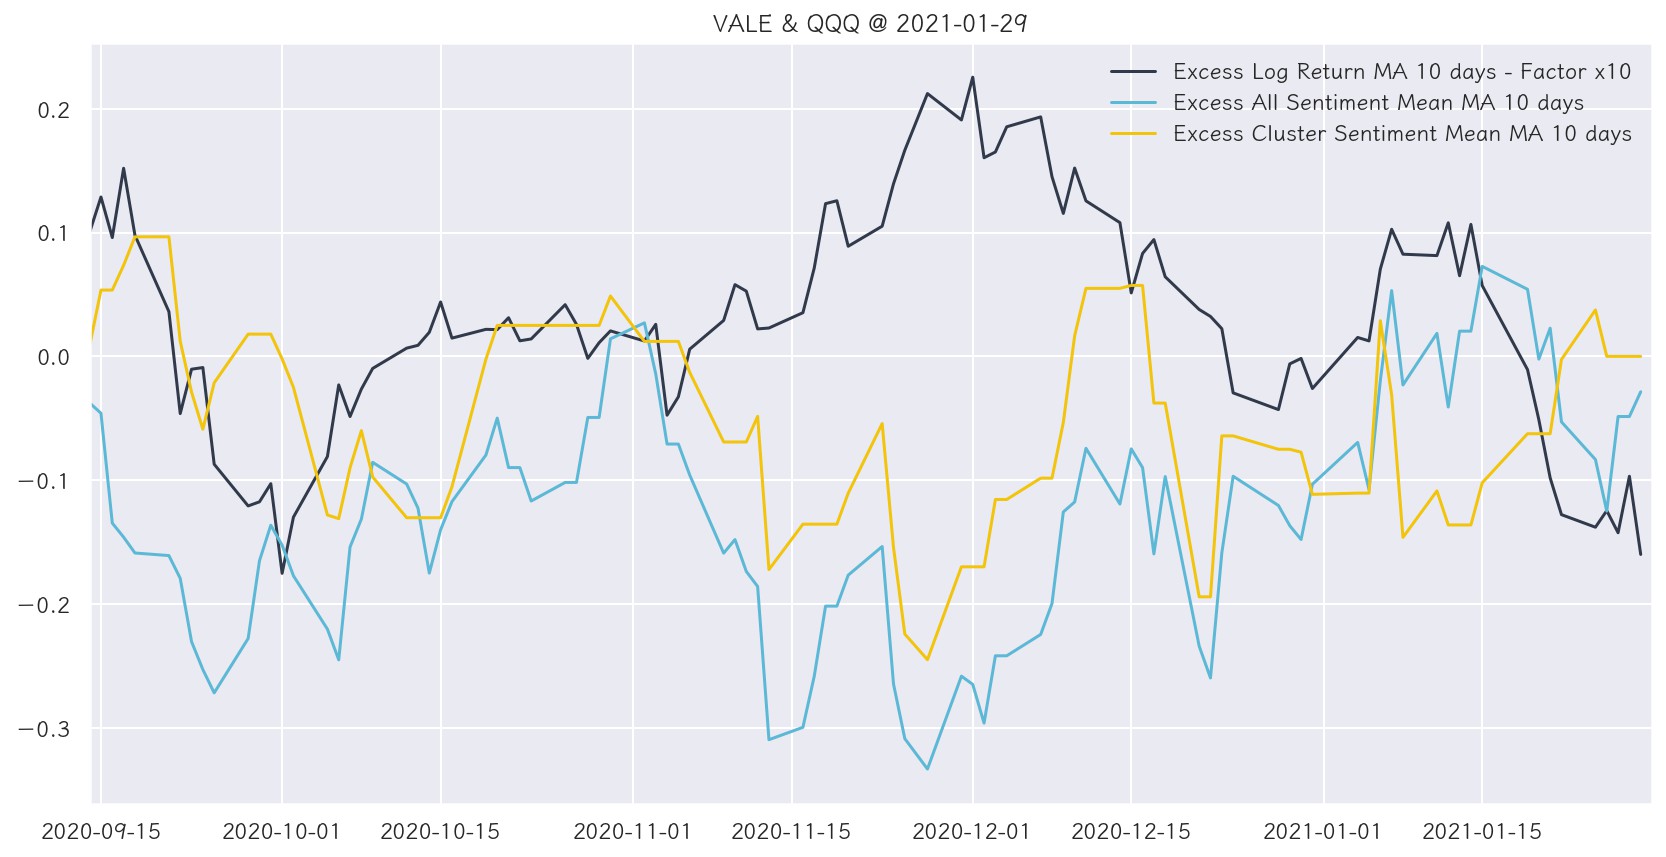 VALE & QQQ @ 2021-01-29
Excess Log Return MA 10 days - Factor x10
Excess All Sentiment Mean MA 10 days
Excess Cluster Sentiment Mean MA 10 days
0.2
0.1
0.0
−0.1
−0.2
−0.3
2020-09-15 2020-10-01 2020-10-15 2020-11-01 2020-11-15 2020-12-01 2020-12-15 2021-01-01 2021-01-15